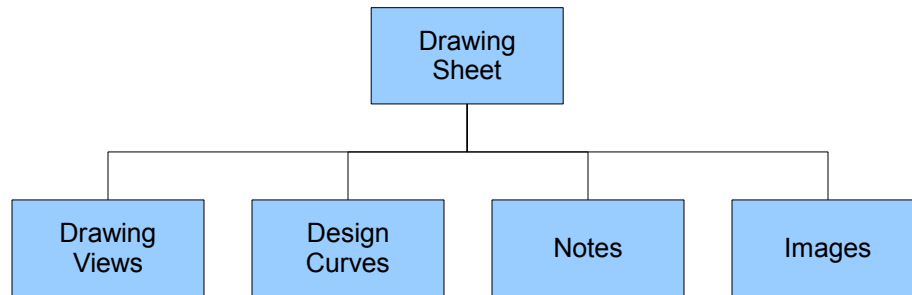 Drawing
Sheet
Drawing
Views
Design
Curves
Notes
Images